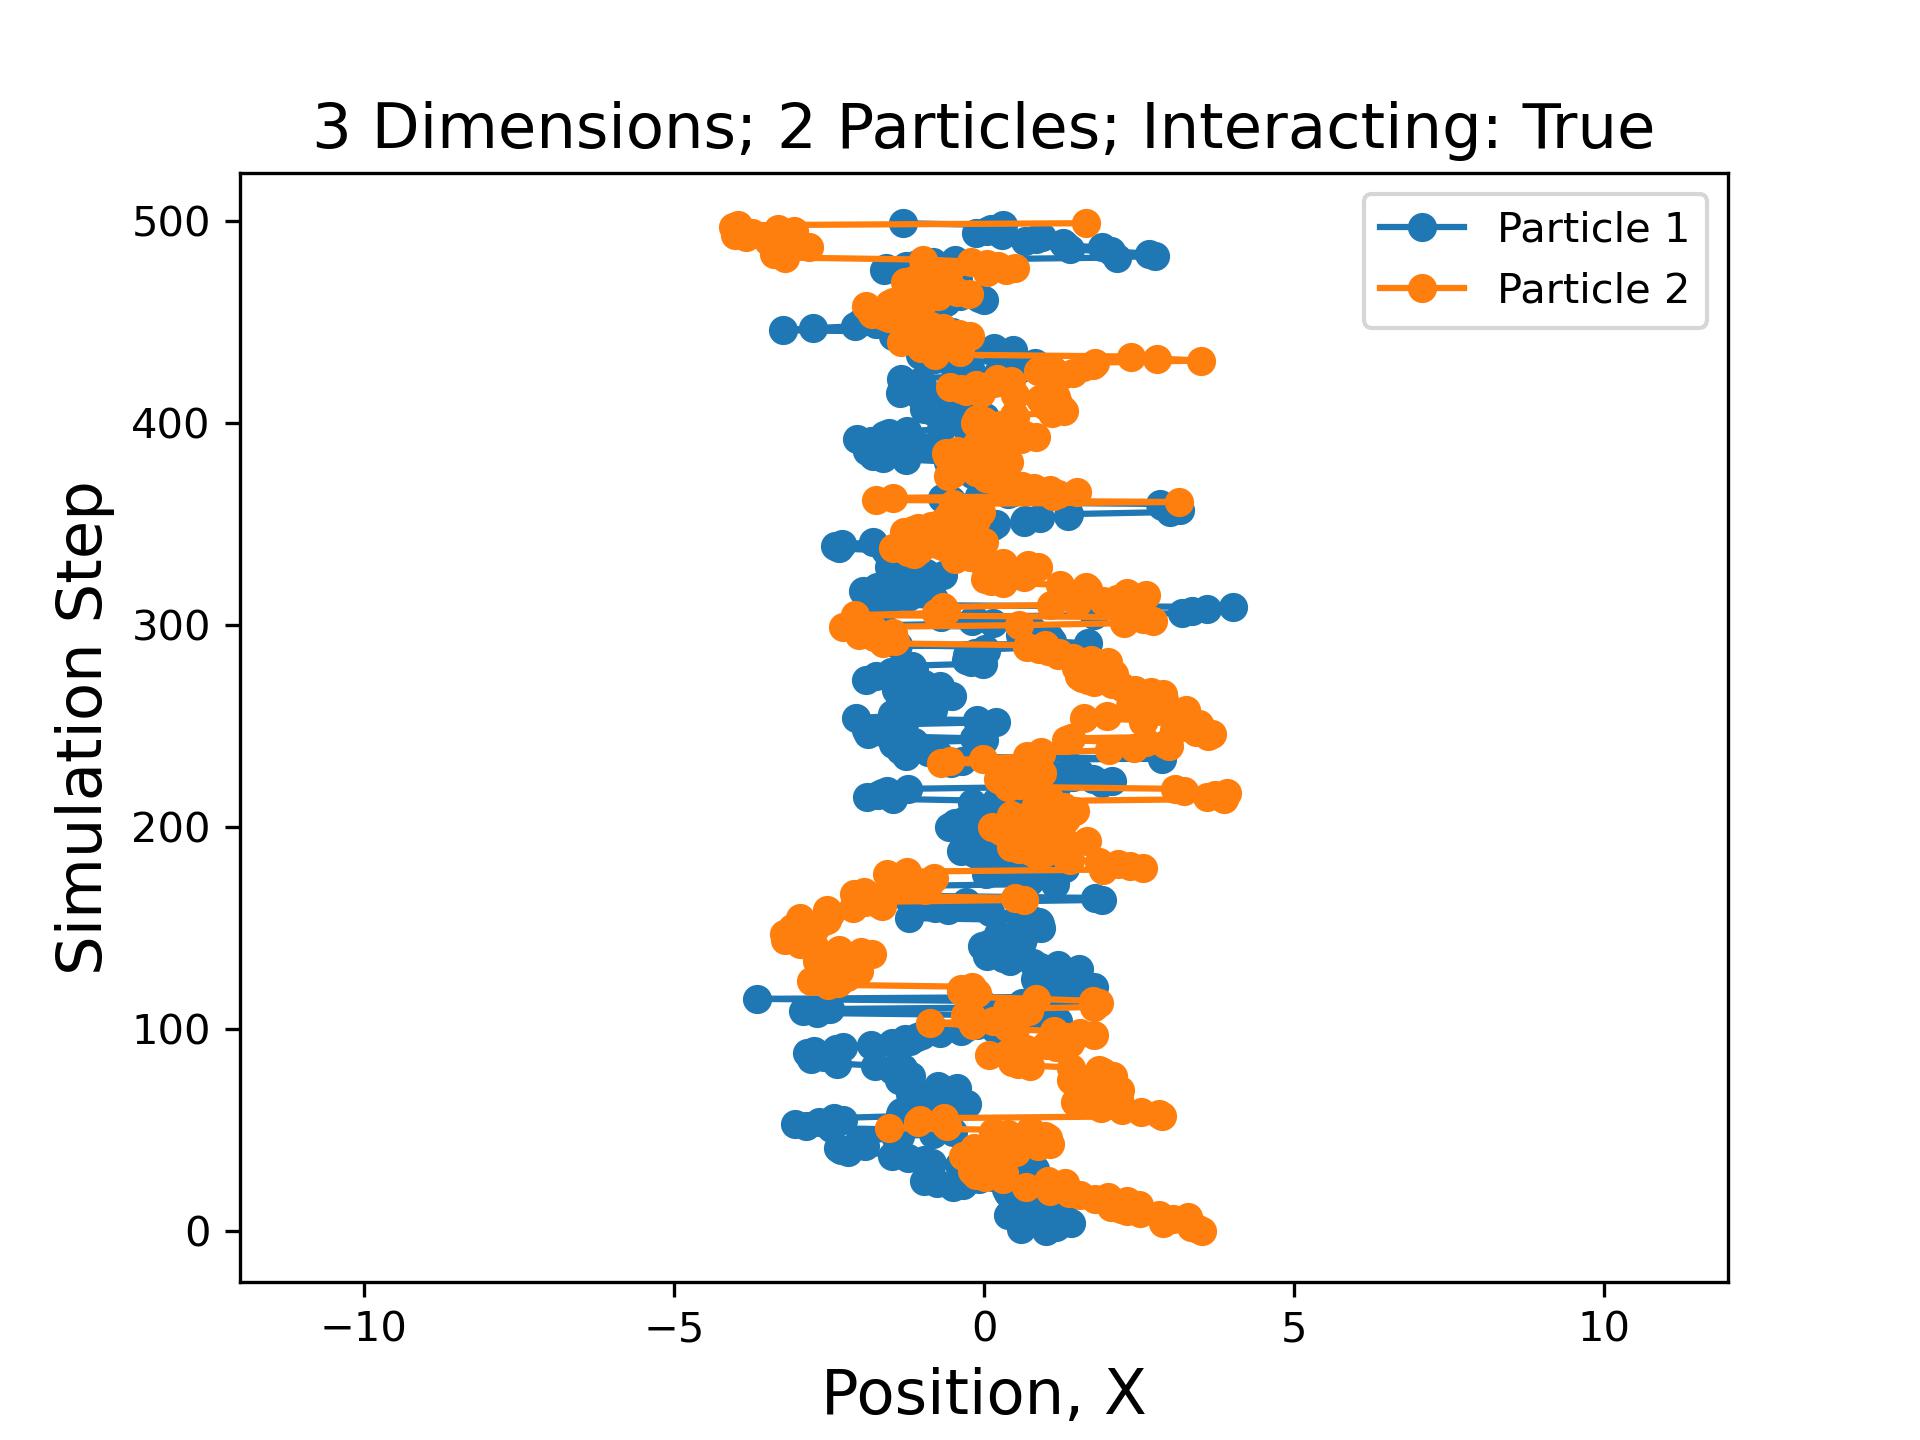 3 Dimensions; 2 Particles; Interacting: True
Particle 1
Particle 2
500
400
300
200
100
0
Simulation Step
−10
−5
0
5
10
Position, X